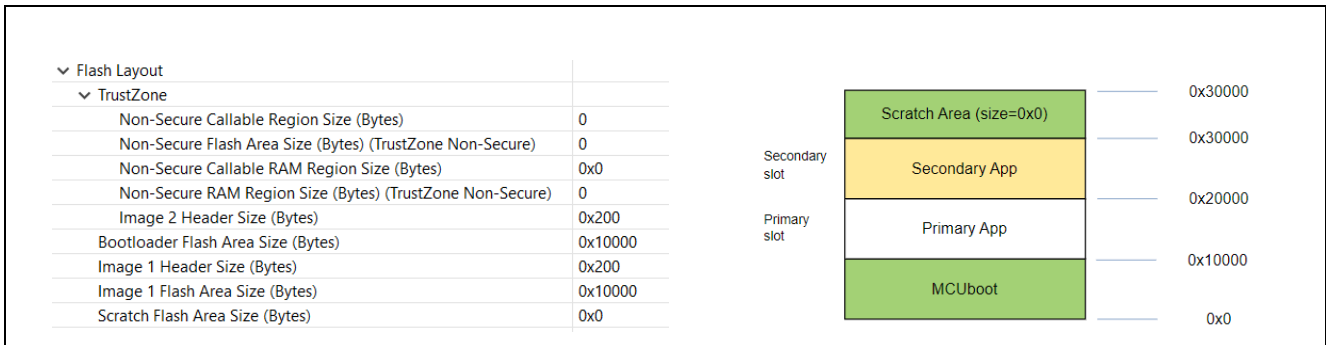 Flash Layout
TrustZone
Non-Secure Callable Region Size (Bytes) 0
Non-Secure Flash Area Size (Bytes) (TrustZone Non-Secure) 0
Non-Secure Callable RAM Region Size (Bytes) 0x0
Non-Secure RAM Region Size (Bytes) (TrustZone Non-Secure) 0
Image 2 Header Size (Bytes) 0x200
Bootloader Flash Area Size (Bytes) 0x10000
Image 1 Header Size (Bytes) 0x200
Image 1 Flash Area Size (Bytes) 0x10000
Scratch Flash Area Size (Bytes) 0x0
0x30000
Scratch Area (size=0x0)
0x30000
Secondary
slot
Secondary App
0x20000
Primary
slot
Primary App
0x10000
MCUboot
0x0